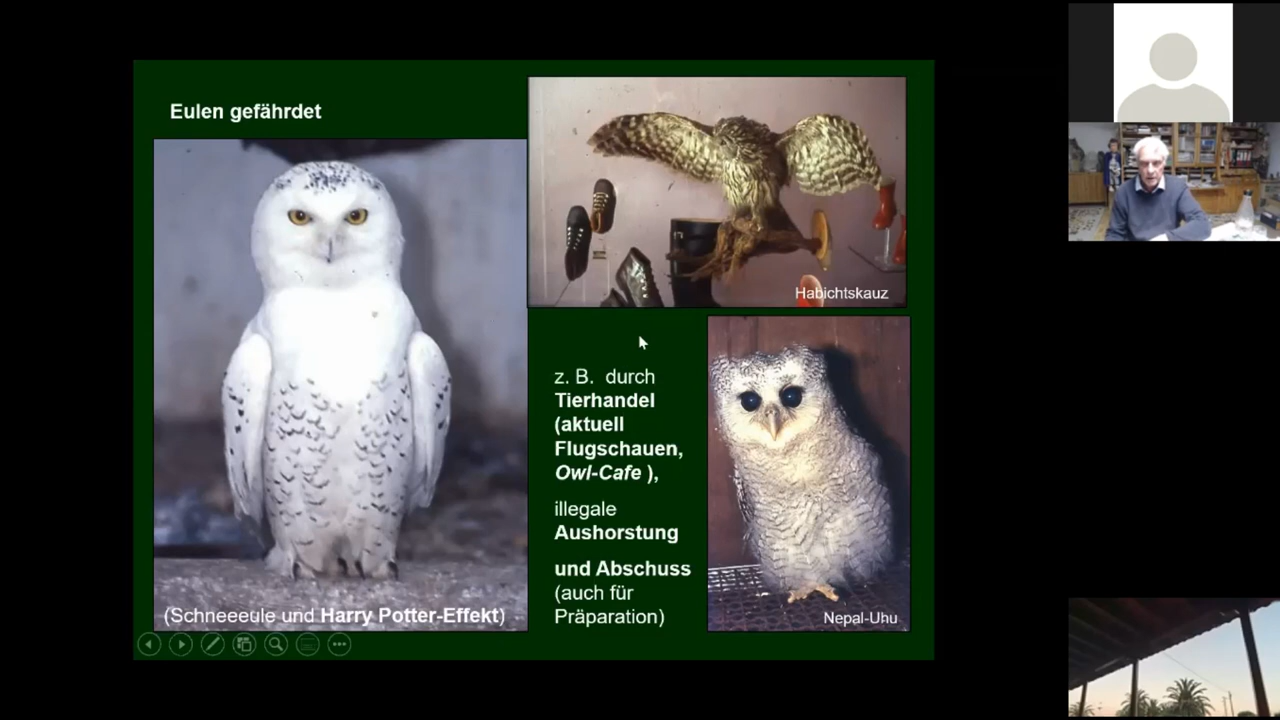 Eulen gefährdet
Habichtskauz
z. B. durch
Tierhandel
(aktuell
Flugschauen,
Owl-Cafe ),
illegale
Aushorstung
und Abschuss
(auch für
Präparation)
(Schneeeule und Harry Potter-Effekt)
Nepal-Uhu